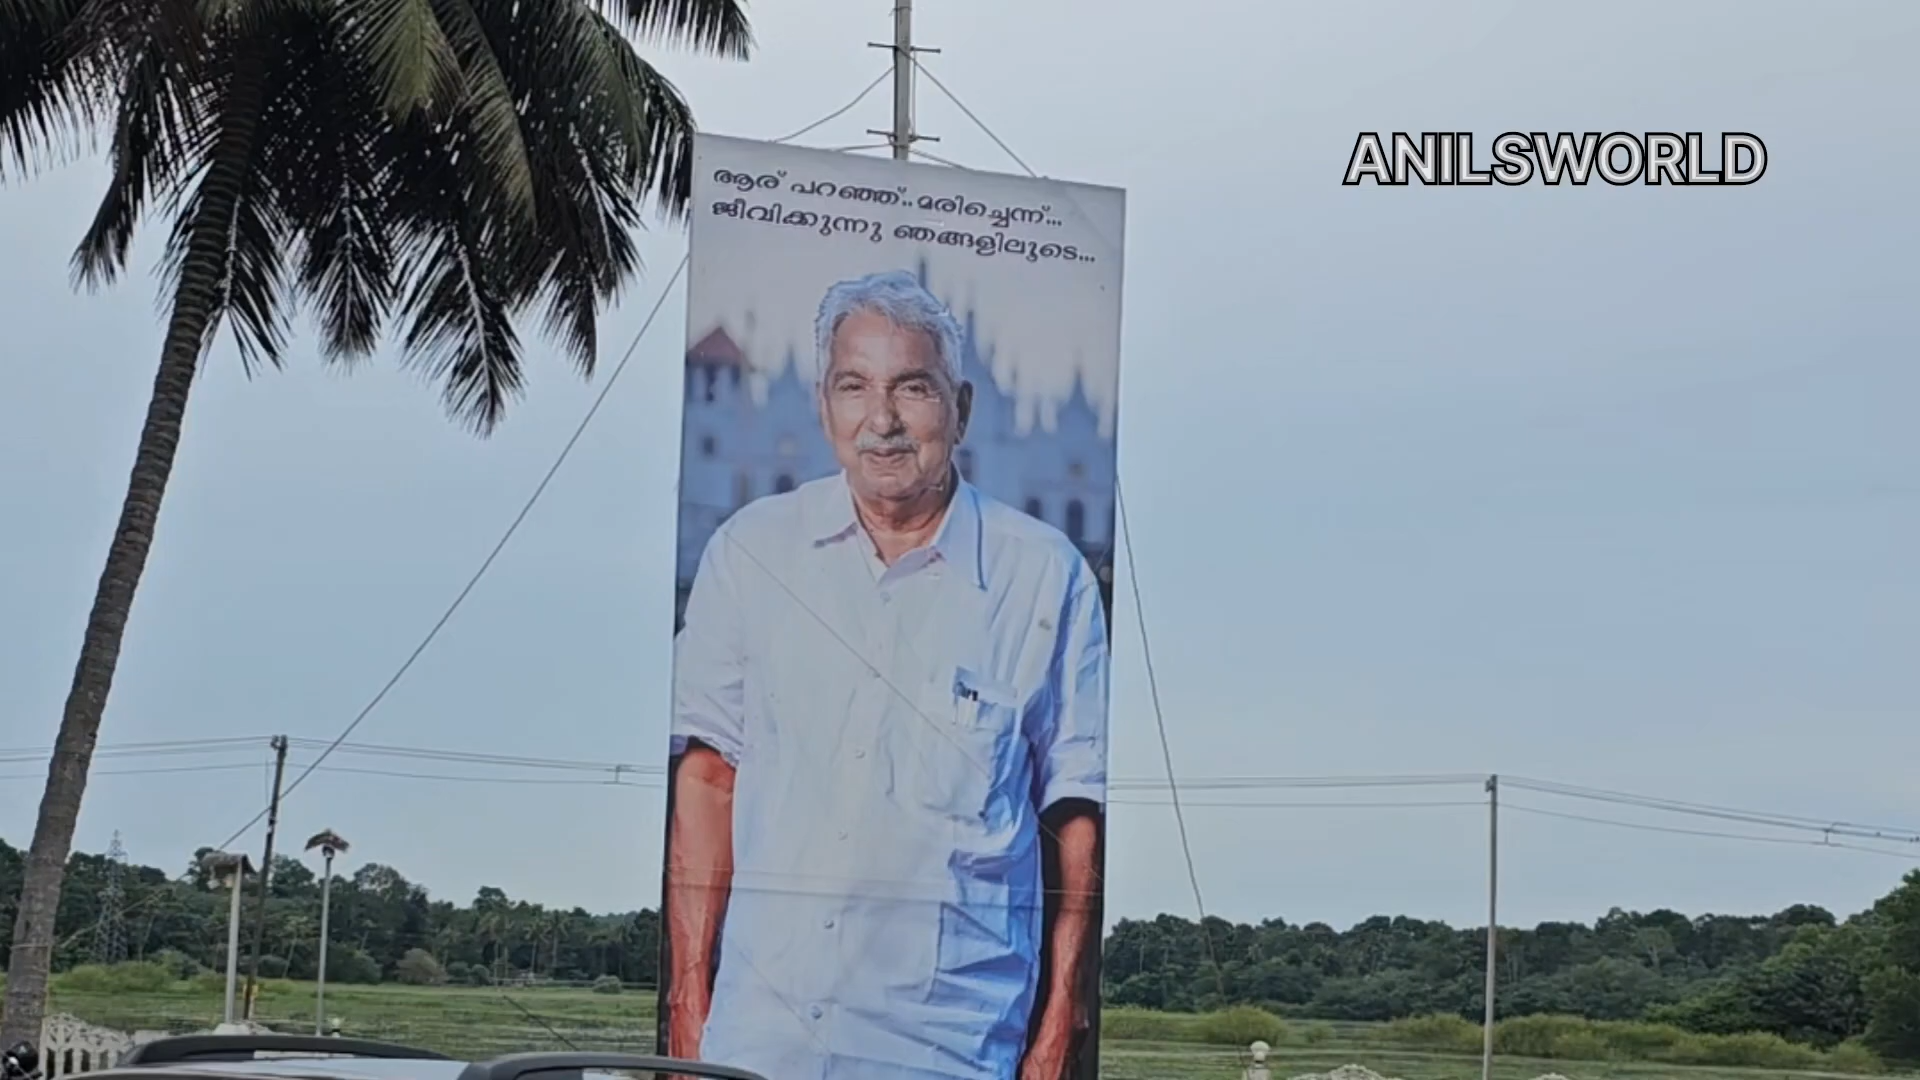 ANILSWORLD
ആര് പറഞ്ഞ്.. മരിച്ചെന്ന്...
ജീവിക്കുന്നു ഞങ്ങളിലൂടെ...